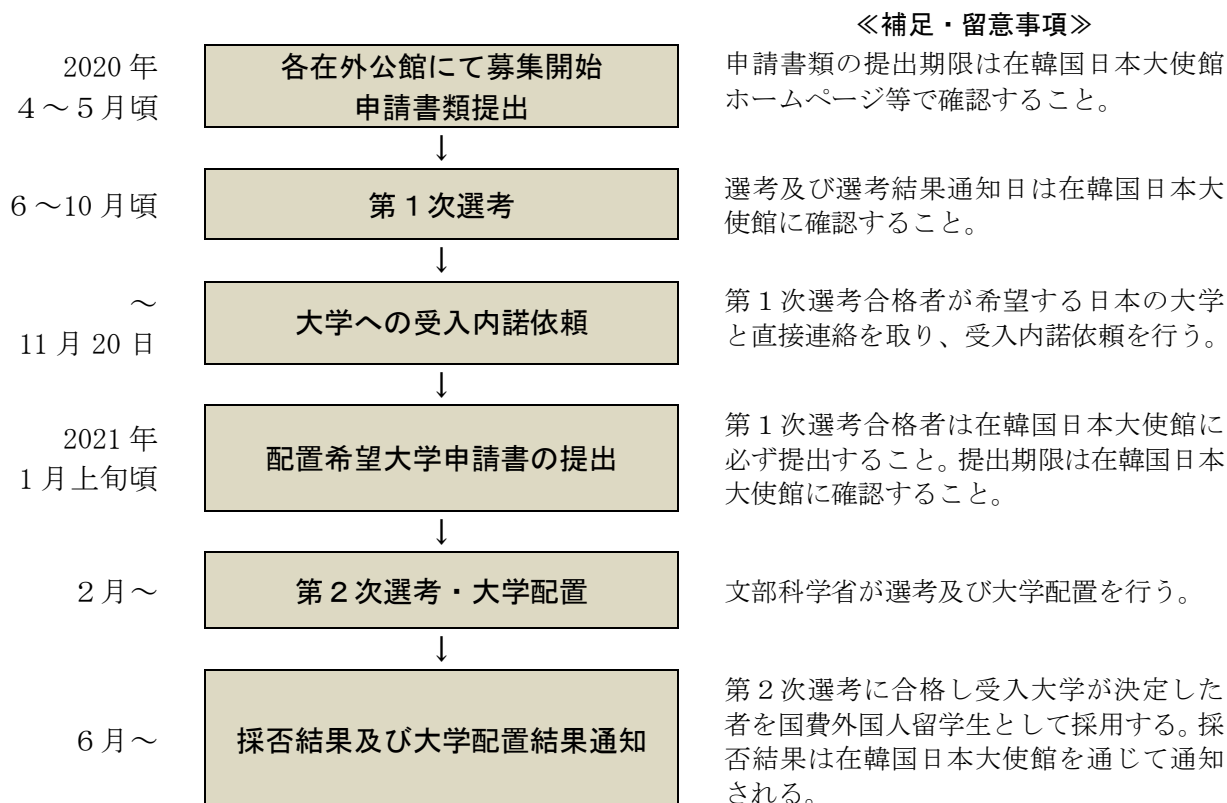 ≪補足・留意事項≫
2020 年
4～5月頃
各在外公館にて募集開始
申請書類提出
申請書類の提出期限は在韓国日本大使館
ホームページ等で確認すること。
↓
6～10 月頃
第1次選考
選考及び選考結果通知日は在韓国日本大
使館に確認すること。
↓
～
11 月 20 日
大学への受入内諾依頼
第1次選考合格者が希望する日本の大学
と直接連絡を取り、受入内諾依頼を行う。
↓
2021 年
1月上旬頃
配置希望大学申請書の提出
第1次選考合格者は在韓国日本大使館に
必ず提出すること。提出期限は在韓国日本
大使館に確認すること。
↓
2月～
第2次選考・大学配置
文部科学省が選考及び大学配置を行う。
↓
6月～
採否結果及び大学配置結果通知
第2次選考に合格し受入大学が決定した
者を国費外国人留学生として採用する。採
否結果は在韓国日本大使館を通じて通知
される。